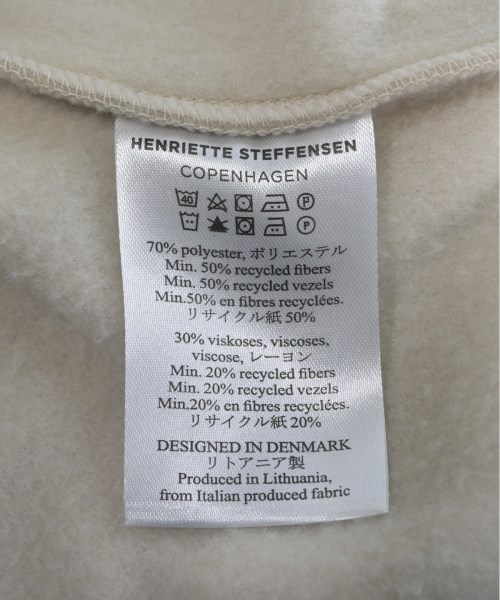 HENRIETTE STEFFENSEN
COPENHAGEN
40 P
P
70% polyester, ポリエステル
Min. 50% recycled fibers
Min. 50% recycled vezels
Min.50% en fibres recyclées.
リサイクル紙 50%
30% viskoses, viscoses,
viscose, レーヨン
Min. 20% recycled fibers
Min. 20% recycled vezels
Min.20% en fibres recyclées.
リサイクル紙 20%
DESIGNED IN DENMARK
リトアニア製
Produced in Lithuania,
from Italian produced fabric